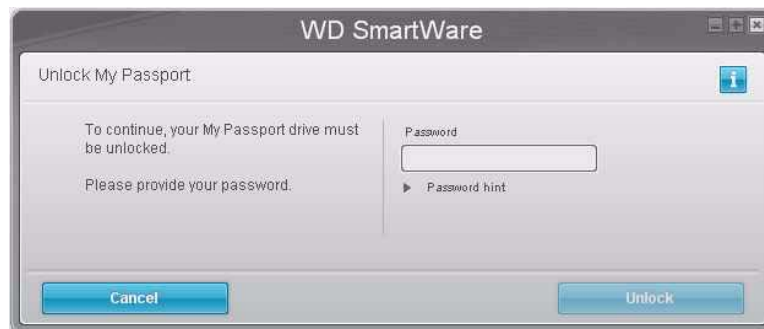 WD SmartWare
Unlock My Passport
i
To continue, your My Passport drive must
be unlocked.
Please provide your password.
Password
Password hint
Cancel
Unlock